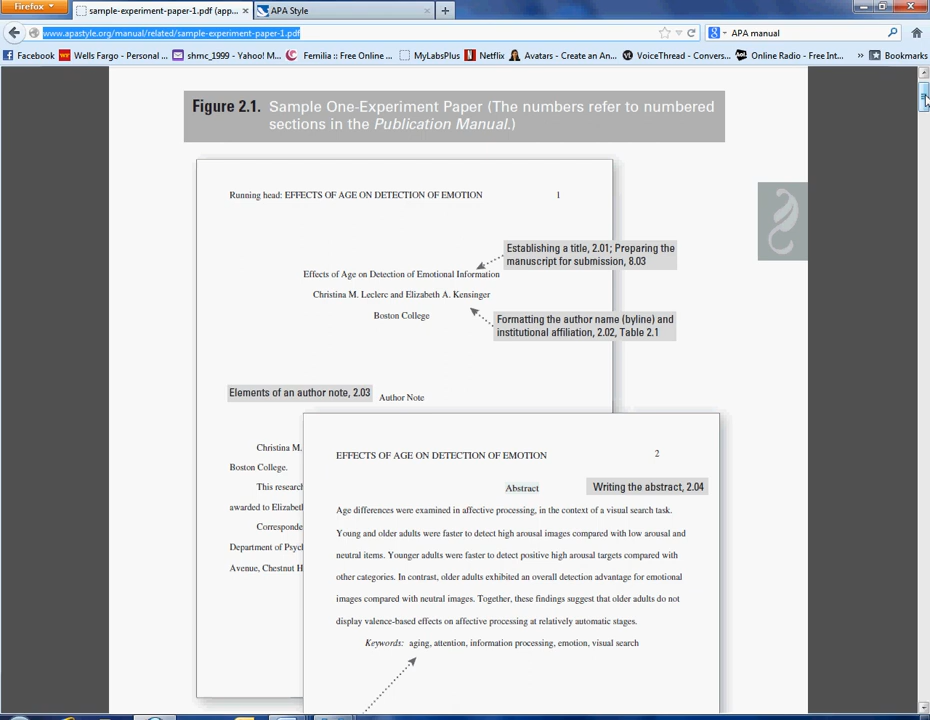 Firefox
sample-experiment-paper-1.pdf (app...
APA Style
www.apastyle.org/manual/related/sample-experiment-paper-1.pdf
APA manual
Facebook
Wells Fargo - Personal ...
shmc_1999 - Yahoo! M...
Femilia :: Free Online ...
MyLabsPlus
Netflix
Avatars - Create an An...
VoiceThread - Convers...
Online Radio - Free Int...
»
Bookmarks
Figure 2.1. Sample One-Experiment Paper (The numbers refer to numbered
sections in the Publication Manual.)
Running head: EFFECTS OF AGE ON DETECTION OF EMOTION 1
Establishing a title, 2.01; Preparing the
manuscript for submission, 8.03
Effects of Age on Detection of Emotional Information
Christina M. Leclerc and Elizabeth A. Kensinger
Boston College
Formatting the author name (byline) and
institutional affiliation, 2.02, Table 2.1
Elements of an author note, 2.03
Author Note
Christina M.
Boston College.
This research
awarded to Elizabet
Corresponde
Department of Psyc
Avenue, Chestnut H
EFFECTS OF AGE ON DETECTION OF EMOTION 2
Abstract
Writing the abstract, 2.04
Age differences were examined in affective processing, in the context of a visual search task.
Young and older adults were faster to detect high arousal images compared with low arousal and
neutral items. Younger adults were faster to detect positive high arousal targets compared with
other categories. In contrast, older adults exhibited an overall detection advantage for emotional
images compared with neutral images. Together, these findings suggest that older adults do not
display valence-based effects on affective processing at relatively automatic stages.
Keywords: aging, attention, information processing, emotion, visual search